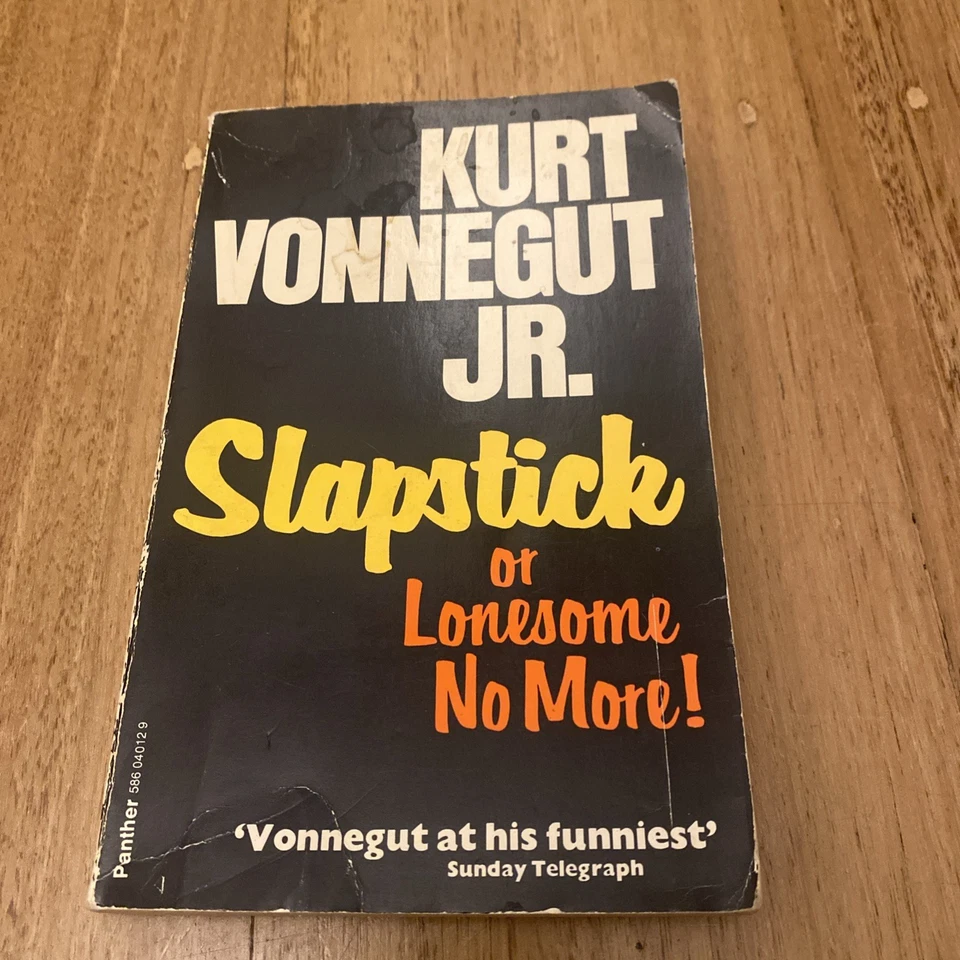 KURT
VONNEGUT
JR.
Slapstick
or
Lonesome
No More!
‘Vonnegut at his funniest’
Sunday Telegraph
Panther 586 04012 9